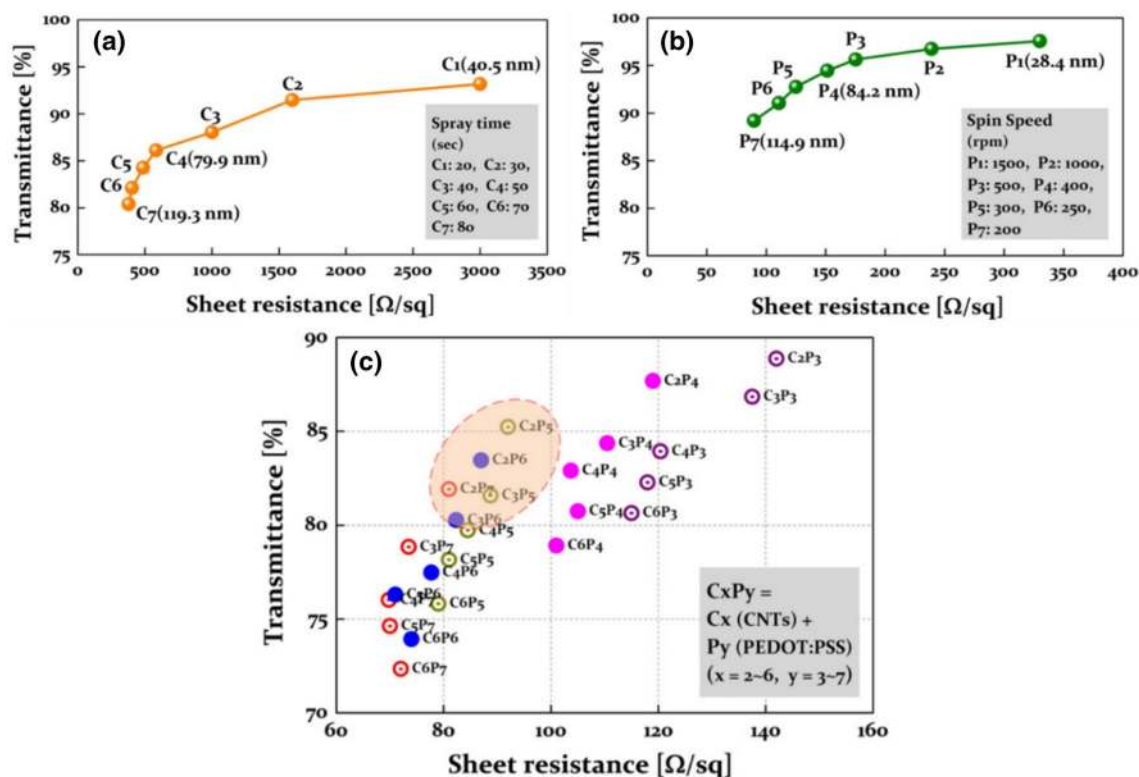 (a)
Transmittance [%]
100
95
90
85
80
75
C1(40.5 nm)
C2
C3
C4(79.9 nm)
C5
C6
C7(119.3 nm)
Spray time
(sec)
C1: 20, C2: 30,
C3: 40, C4: 50
C5: 60, C6: 70
C7: 80
0 500 1000 1500 2000 2500 3000 3500
Sheet resistance [Ω/sq]
(b)
Transmittance [%]
100
95
90
85
80
75
P3
P2
P1(28.4 nm)
P5
P4(84.2 nm)
P6
P7(114.9 nm)
Spin Speed
(rpm)
P1: 1500, P2: 1000,
P3: 500, P4: 400,
P5: 300, P6: 250,
P7: 200
0 50 100 150 200 250 300 350 400
Sheet resistance [Ω/sq]
(c)
Transmittance [%]
90
85
80
75
70
C2P3
C2P4
C3P3
C2P5
C3P4
C4P3
C2P6
C4P4
C5P3
C2P7
C3P5
C5P4
C6P3
C3P6
C4P5
C6P4
C3P7
C5P5
C4P6
C5P6
C4P7
C6P5
C5P7
C6P6
C6P7
CxPy =
Cx (CNTs) +
Py (PEDOT:PSS)
(x = 2~6, y = 3~7)
60 80 100 120 140 160
Sheet resistance [Ω/sq]